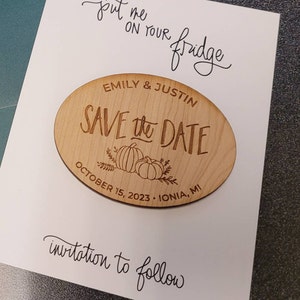 put me
ON YOUR fridge
EMILY & JUSTIN
SAVE the DATE
OCTOBER 15, 2023 • IONIA, MI
invitation to follow